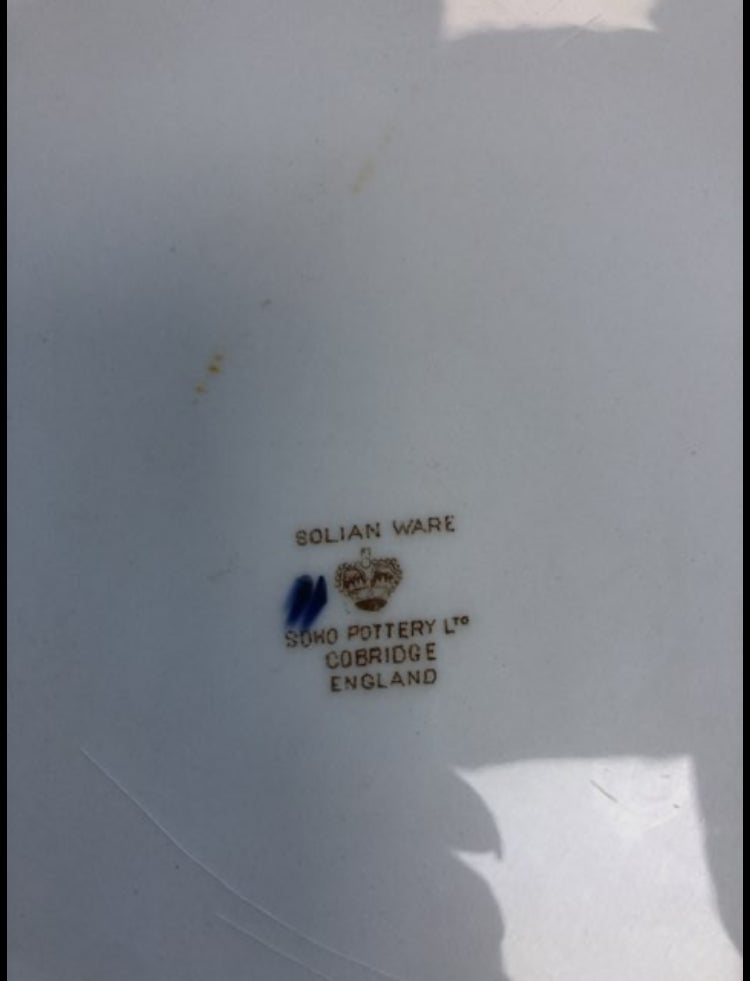 SOLIAN WARE
SOHO POTTERY LTD
COBRIDGE
ENGLAND